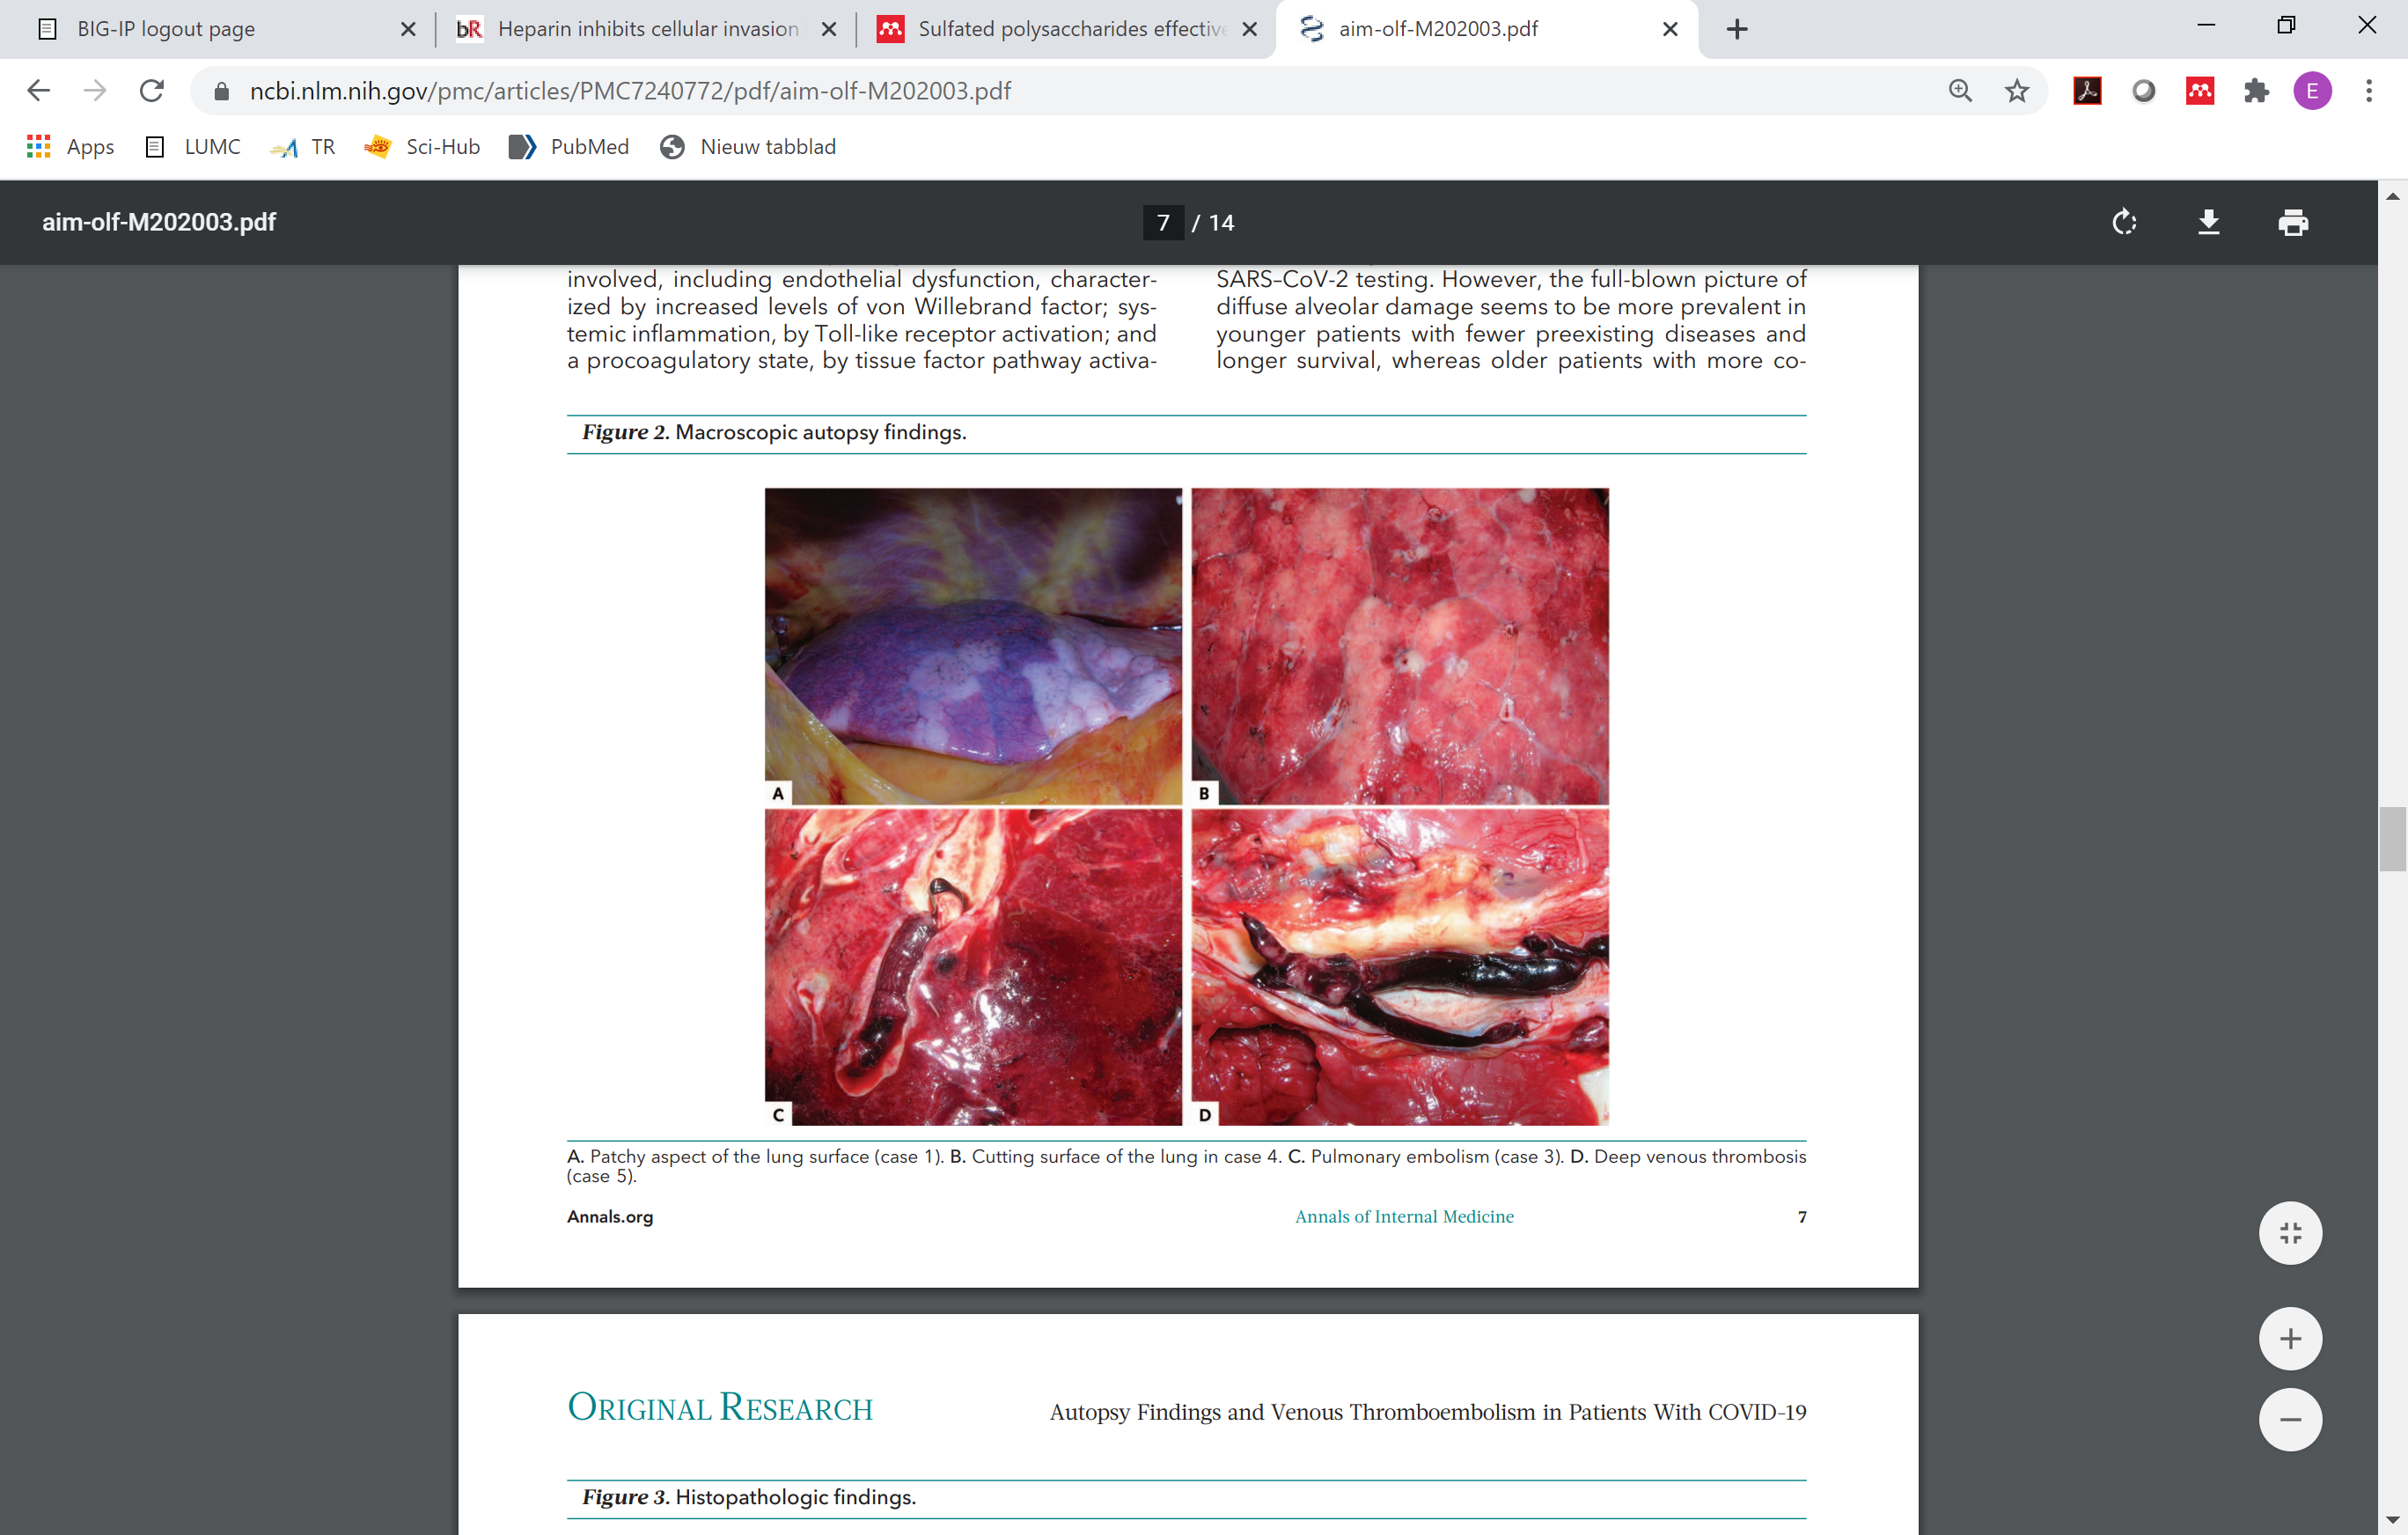 BIG-IP logout page
Heparin inhibits cellular invasion
Sulfated polysaccharides effective
aim-olf-M202003.pdf
ncbi.nlm.nih.gov/pmc/articles/PMC7240772/pdf/aim-olf-M202003.pdf
E
Apps
LUMC
TR
Sci-Hub
PubMed
Nieuw tabblad
aim-olf-M202003.pdf
7 / 14
involved, including endothelial dysfunction, character-
ized by increased levels of von Willebrand factor; sys-
temic inflammation, by Toll-like receptor activation; and
a procoagulatory state, by tissue factor pathway activa-
SARS-CoV-2 testing. However, the full-blown picture of
diffuse alveolar damage seems to be more prevalent in
younger patients with fewer preexisting diseases and
longer survival, whereas older patients with more co-
Figure 2. Macroscopic autopsy findings.
A
B
C
D
A. Patchy aspect of the lung surface (case 1). B. Cutting surface of the lung in case 4. C. Pulmonary embolism (case 3). D. Deep venous thrombosis
(case 5).
Annals.org
Annals of Internal Medicine
7
ORIGINAL RESEARCH
Autopsy Findings and Venous Thromboembolism in Patients With COVID-19
Figure 3. Histopathologic findings.